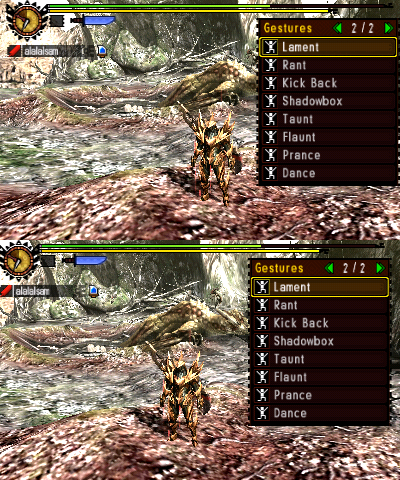 Gestures 2/2
alalalsam
Lament
Rant
Kick Back
Shadowbox
Taunt
Flaunt
Prance
Dance
Gestures 2/2
alalalsam
Lament
Rant
Kick Back
Shadowbox
Taunt
Flaunt
Prance
Dance